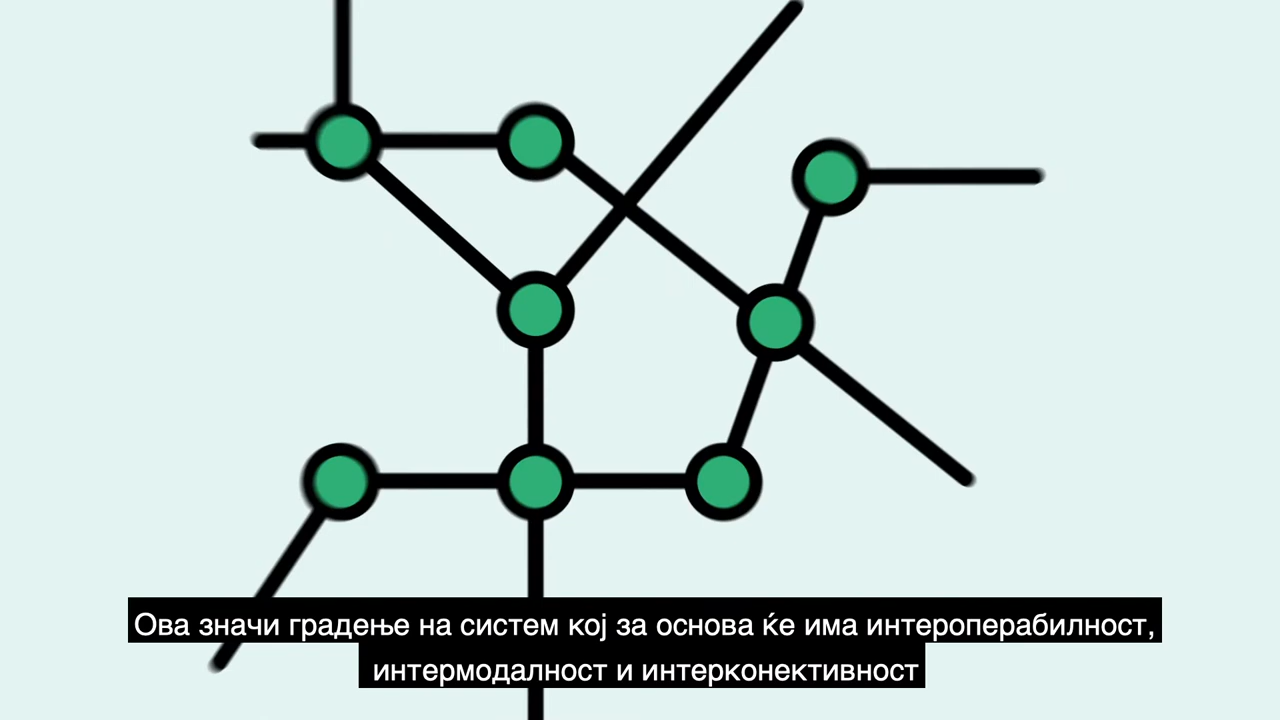 Ова значи градење на систем кој за основа ќе има интероперабилност,
интермодалност и интерконективност